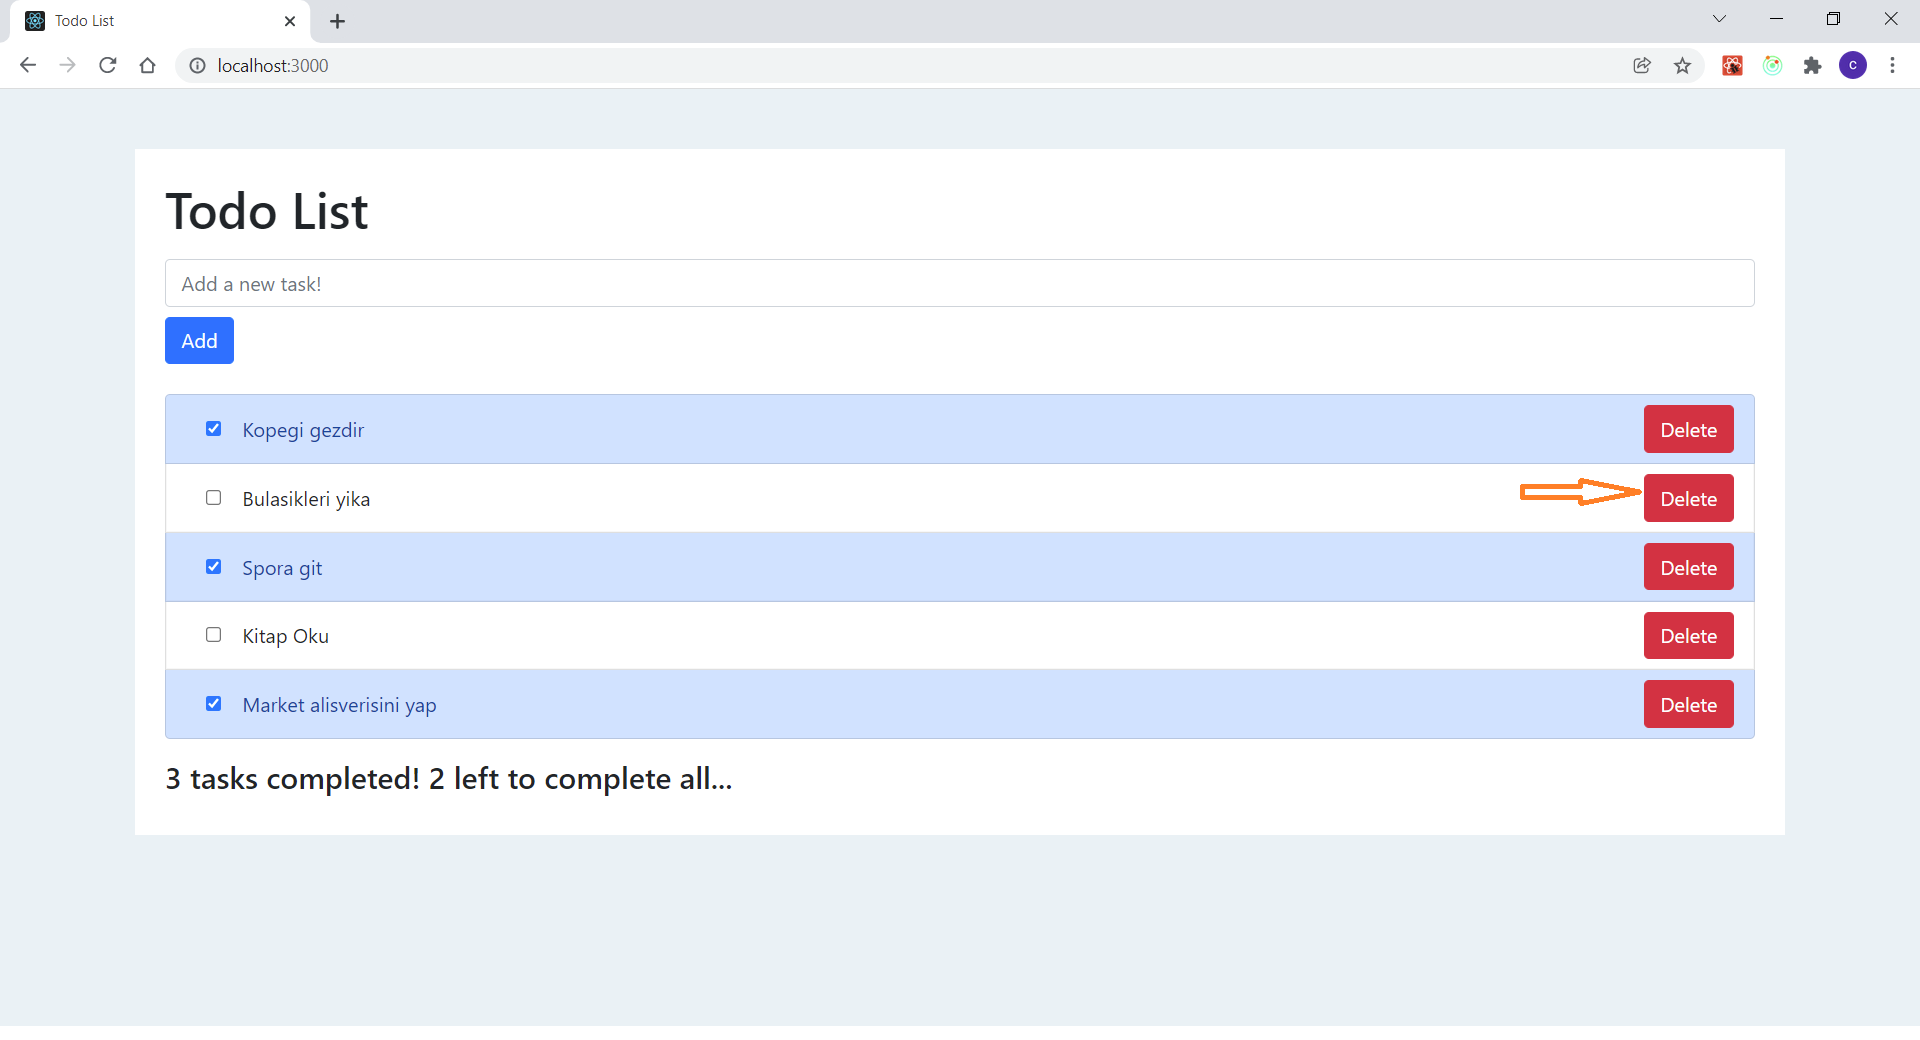 Todo List
localhost:3000
C
Todo List
Add a new task!
Add
Kopegi gezdir Delete
Bulasikleri yika Delete
Spora git Delete
Kitap Oku Delete
Market alisverisini yap Delete
3 tasks completed! 2 left to complete all...